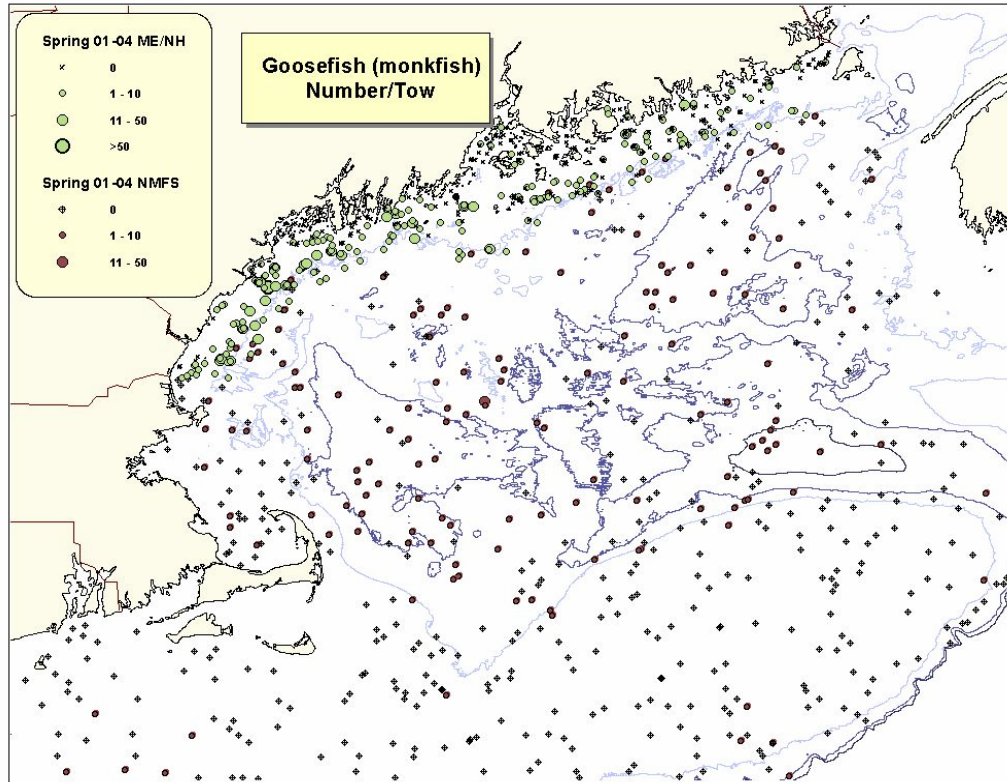 Spring 01-04 ME/NH
0
1 - 10
11 - 50
>50
Spring 01-04 NMFS
0
1 - 10
11 - 50
Goosefish (monkfish)
Number/Tow